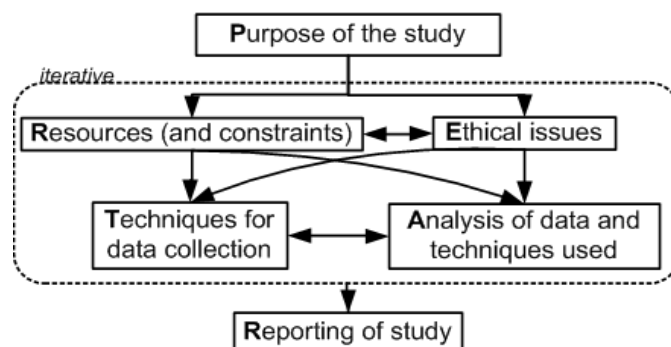 Purpose of the study
iterative
Resources (and constraints)
Ethical issues
Techniques for
data collection
Analysis of data and
techniques used
Reporting of study